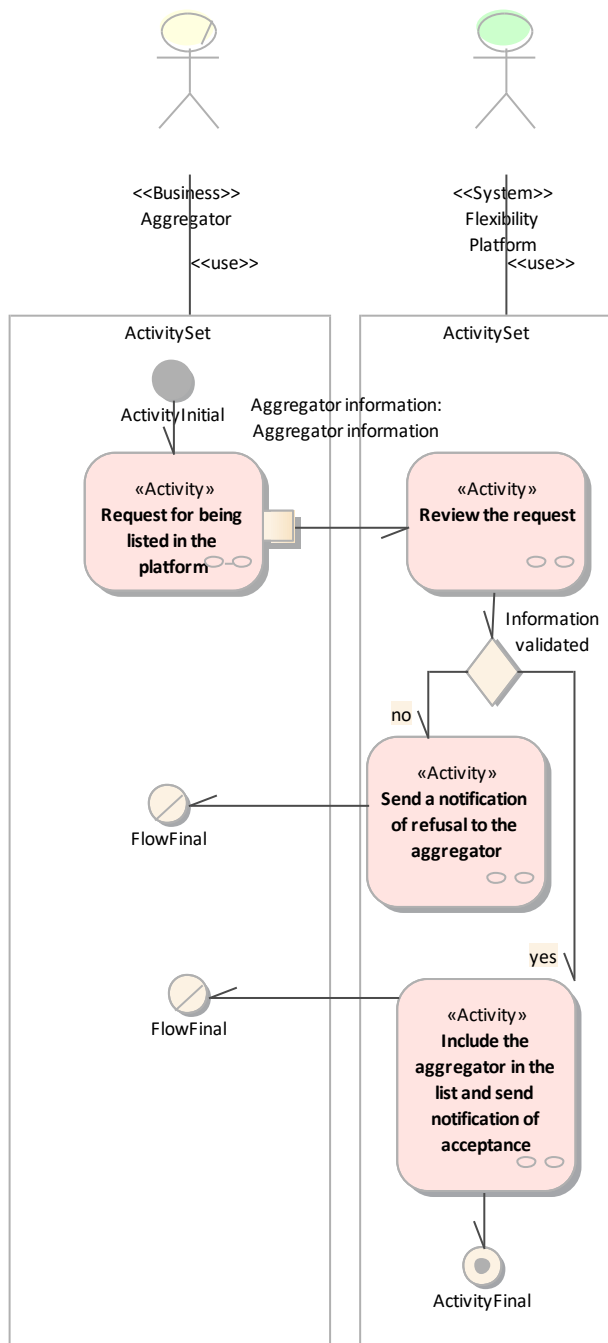 <<Business>>
Aggregator
<<use>>
<<System>>
Flexibility
Platform
<<use>>
ActivitySet
ActivitySet
ActivityInitial
Aggregator information:
Aggregator information
«Activity»
Request for being
listed in the
platform
«Activity»
Review the request
Information
validated
no
«Activity»
Send a notification
of refusal to the
aggregator
FlowFinal
yes
FlowFinal
«Activity»
Include the
aggregator in the
list and send
notification of
acceptance
ActivityFinal